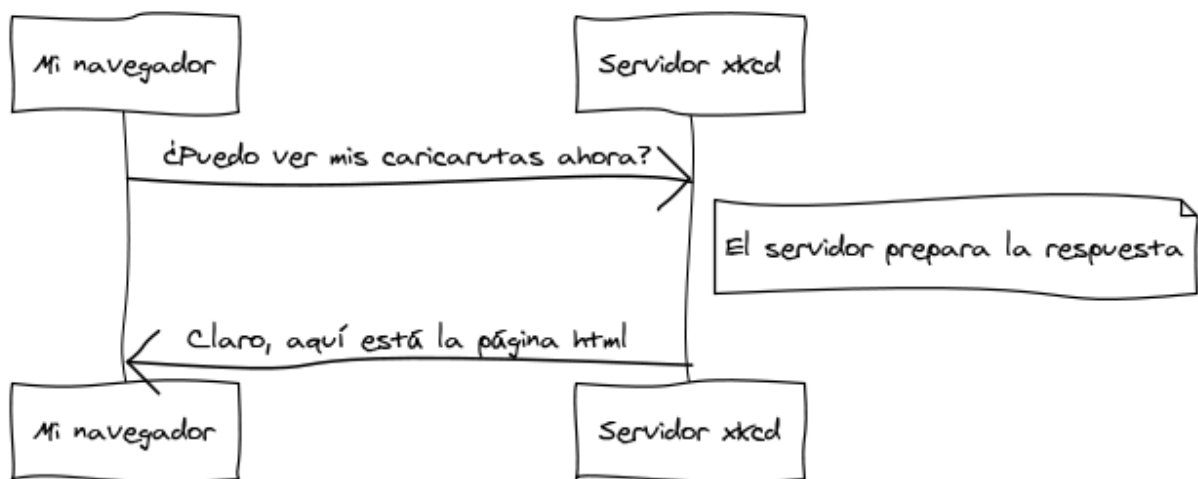 Mi navegador
Servidor xkcd
¿Puedo ver mis caricarutas ahora?
El servidor prepara la respuesta
Claro, aquí está la página html
Mi navegador
Servidor xkcd